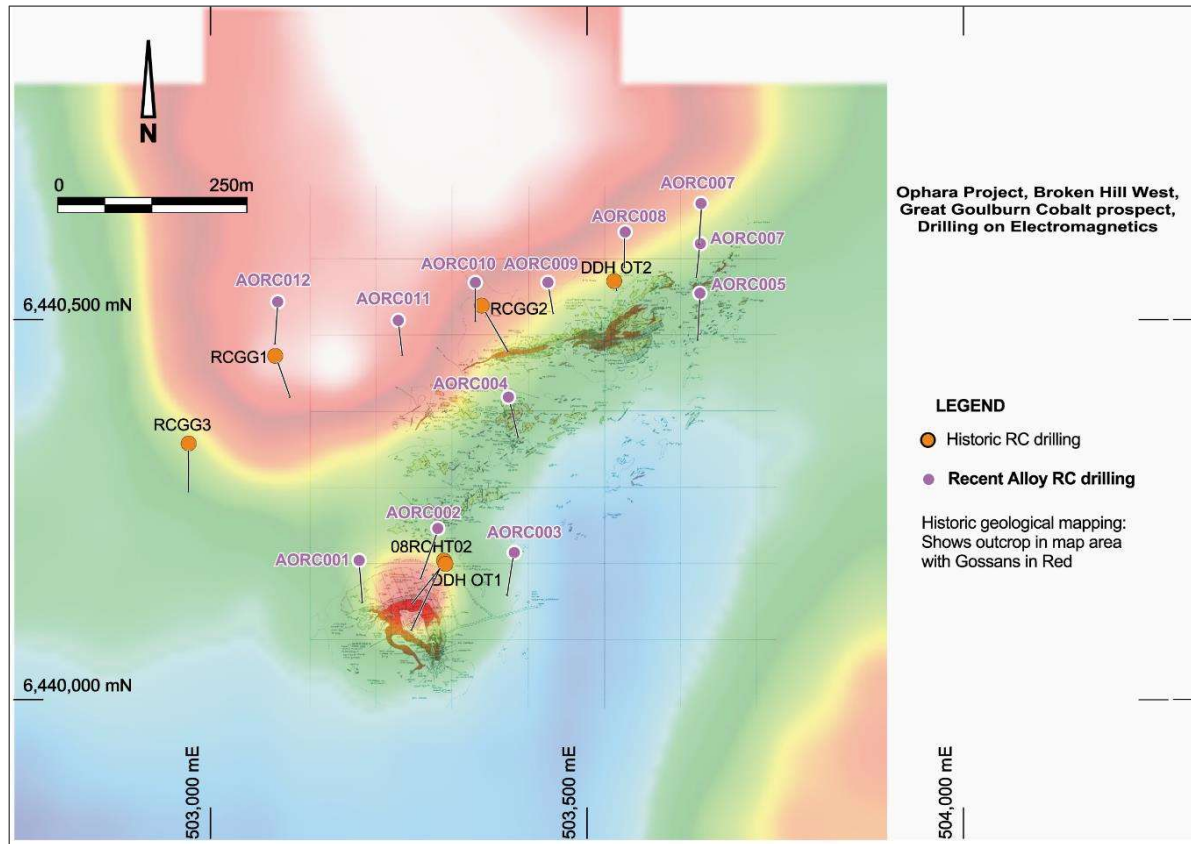 N
0
250m
Ophara Project, Broken Hill West,
Great Goulburn Cobalt prospect,
Drilling on Electromagnetics
AORC007
AORC008
AORC007
DDH OT2
AORC010
AORC009
AORC012
AORC005
AORC011
RCGG2
6,440,500 mN
RCGG1
AORC004
LEGEND
RCGG3
Historic RC drilling
Recent Alloy RC drilling
AORC002
Historic geological mapping:
Shows outcrop in map area
with Gossans in Red
AORC003
08RCHT02
AORC001
DDH OT1
6,440,000 mN
503,000 mE
503,500 mE
504,000 mE